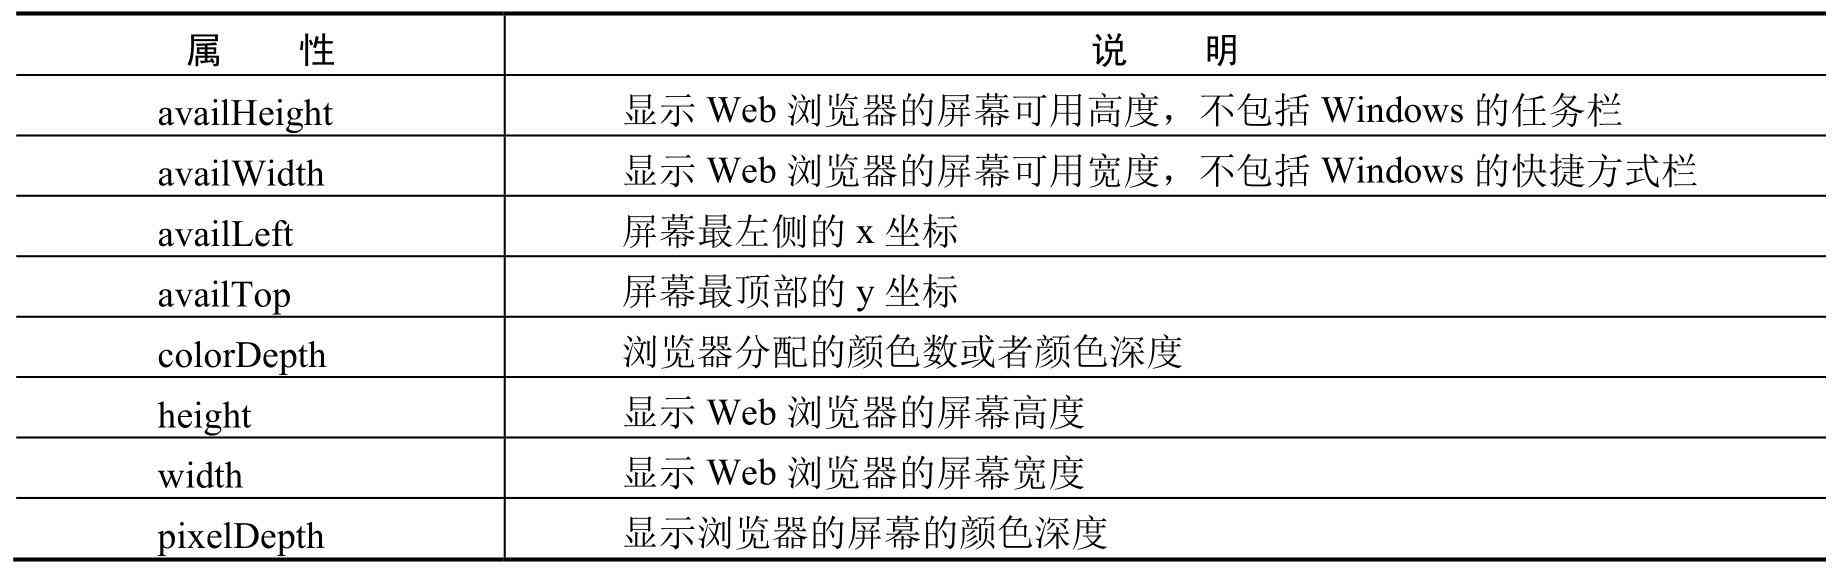 属 性 说 明
availHeight 显示 Web 浏览器的屏幕可用高度，不包括 Windows 的任务栏
availWidth 显示 Web 浏览器的屏幕可用宽度，不包括 Windows 的快捷方式栏
availLeft 屏幕最左侧的 x 坐标
availTop 屏幕最顶部的 y 坐标
colorDepth 浏览器分配的颜色数或者颜色深度
height 显示 Web 浏览器的屏幕高度
width 显示 Web 浏览器的屏幕宽度
pixelDepth 显示浏览器的屏幕的颜色深度